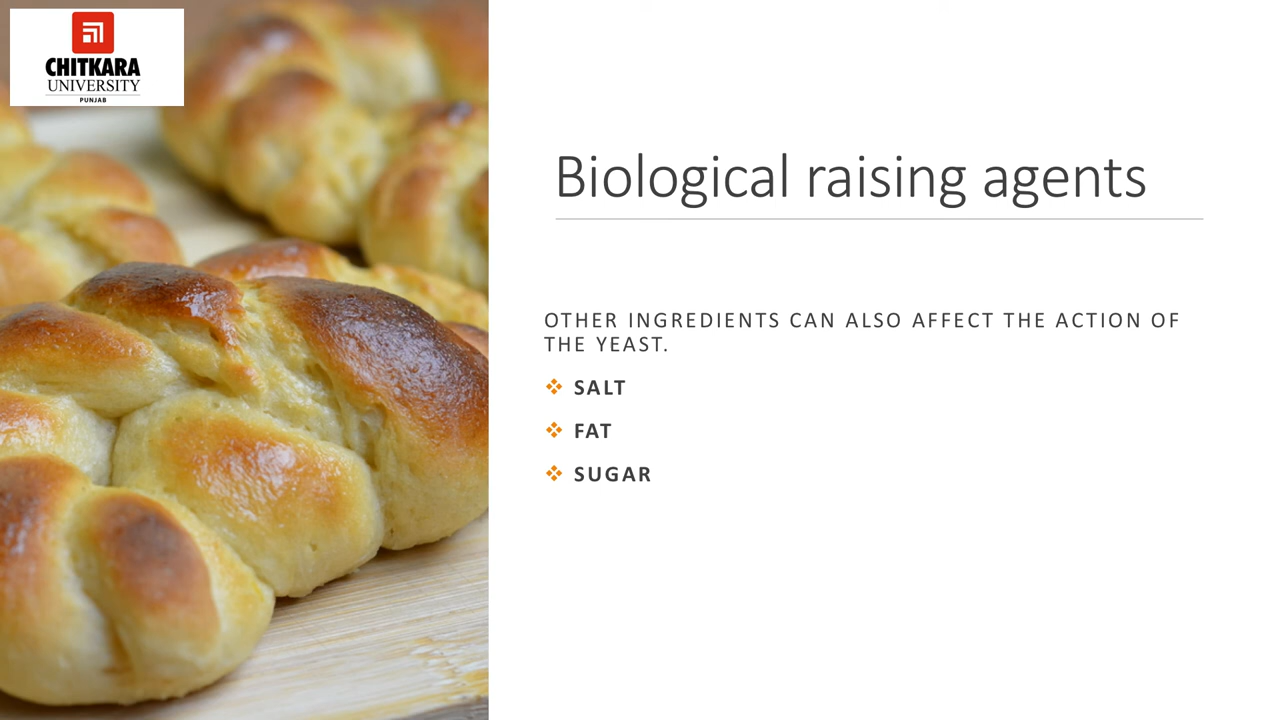 CHITKARA
UNIVERSITY
PUNJAB
Biological raising agents
OTHER INGREDIENTS CAN ALSO AFFECT THE ACTION OF
THE YEAST.
❖ SALT
❖ FAT
❖ SUGAR